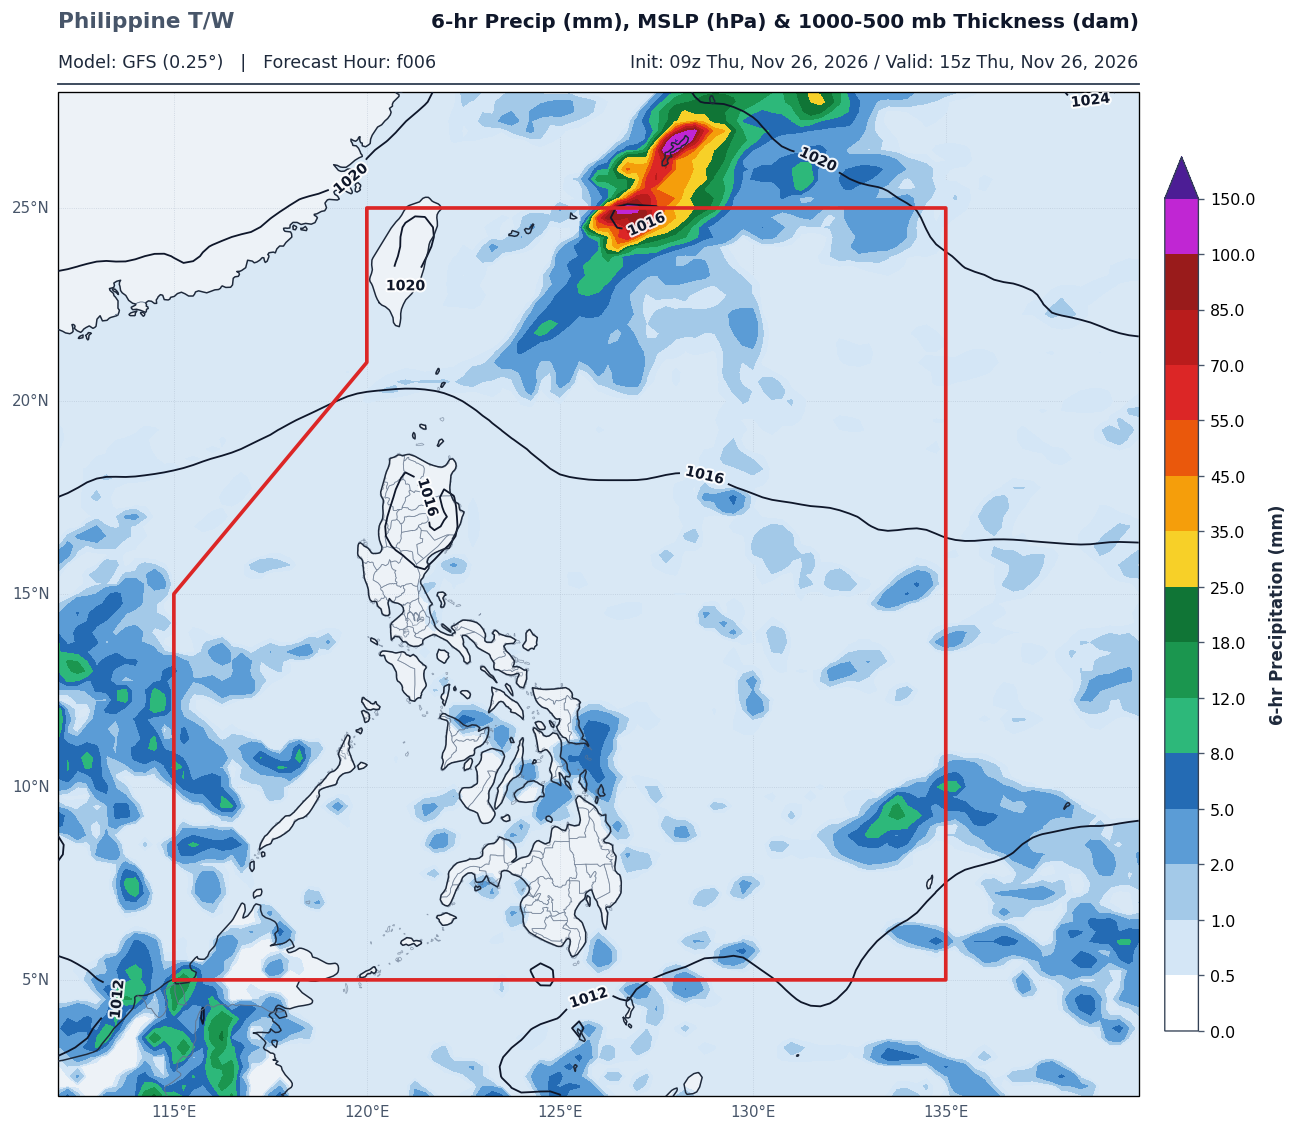 Philippine T/W
6-hr Precip (mm), MSLP (hPa) & 1000-500 mb Thickness (dam)
Model: GFS (0.25°) | Forecast Hour: f006
Init: 09z Thu, Nov 26, 2026 / Valid: 15z Thu, Nov 26, 2026
1024
1020
1020
1016
1020
1016
1016
1012
1012
25°N
20°N
15°N
10°N
5°N
115°E
120°E
125°E
130°E
135°E
150.0
100.0
85.0
70.0
55.0
45.0
35.0
25.0
18.0
12.0
8.0
5.0
2.0
1.0
0.5
0.0
6-hr Precipitation (mm)